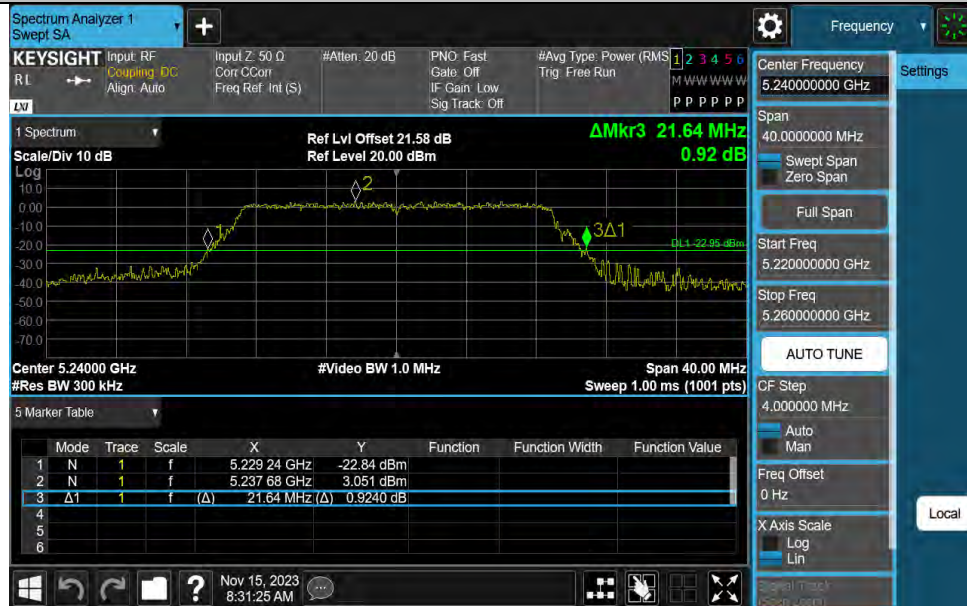 Spectrum Analyzer 1
Swept SA
Frequency
KEYSIGHT
RL
LXI
Input: RF
Coupling: DC
Align: Auto
Input Z: 50 Ω
Corr CCorr
Freq Ref: Int (S)
#Atten: 20 dB
PNO: Fast
Gate: Off
IF Gain: Low
Sig Track: Off
#Avg Type: Power (RMS
Trig: Free Run
1 2 3 4 5 6
M W W W W W
P P P P P P
1 Spectrum
Scale/Div 10 dB
Ref Lvl Offset 21.58 dB
Ref Level 20.00 dBm
ΔMkr3 21.64 MHz
0.92 dB
Log
10.0
0.00
-10.0
-20.0
-30.0
-40.0
-50.0
-60.0
-70.0
1
2
3Δ1
DL1 -22.95 dBm
Center 5.24000 GHz
#Res BW 300 kHz
#Video BW 1.0 MHz
Span 40.00 MHz
Sweep 1.00 ms (1001 pts)
5 Marker Table
Mode Trace Scale X Y Function Function Width Function Value
1 N 1 f 5.229 24 GHz -22.84 dBm
2 N 1 f 5.237 68 GHz 3.051 dBm
3 Δ1 1 f (Δ) 21.64 MHz (Δ) 0.9240 dB
4
5
6
Nov 15, 2023
8:31:25 AM
Center Frequency
5.240000000 GHz
Span
40.0000000 MHz
Swept Span
Zero Span
Full Span
Start Freq
5.220000000 GHz
Stop Freq
5.260000000 GHz
AUTO TUNE
CF Step
4.000000 MHz
Auto
Man
Freq Offset
0 Hz
X Axis Scale
Log
Lin
Signal Track
(Span Zoom)
Settings
Local